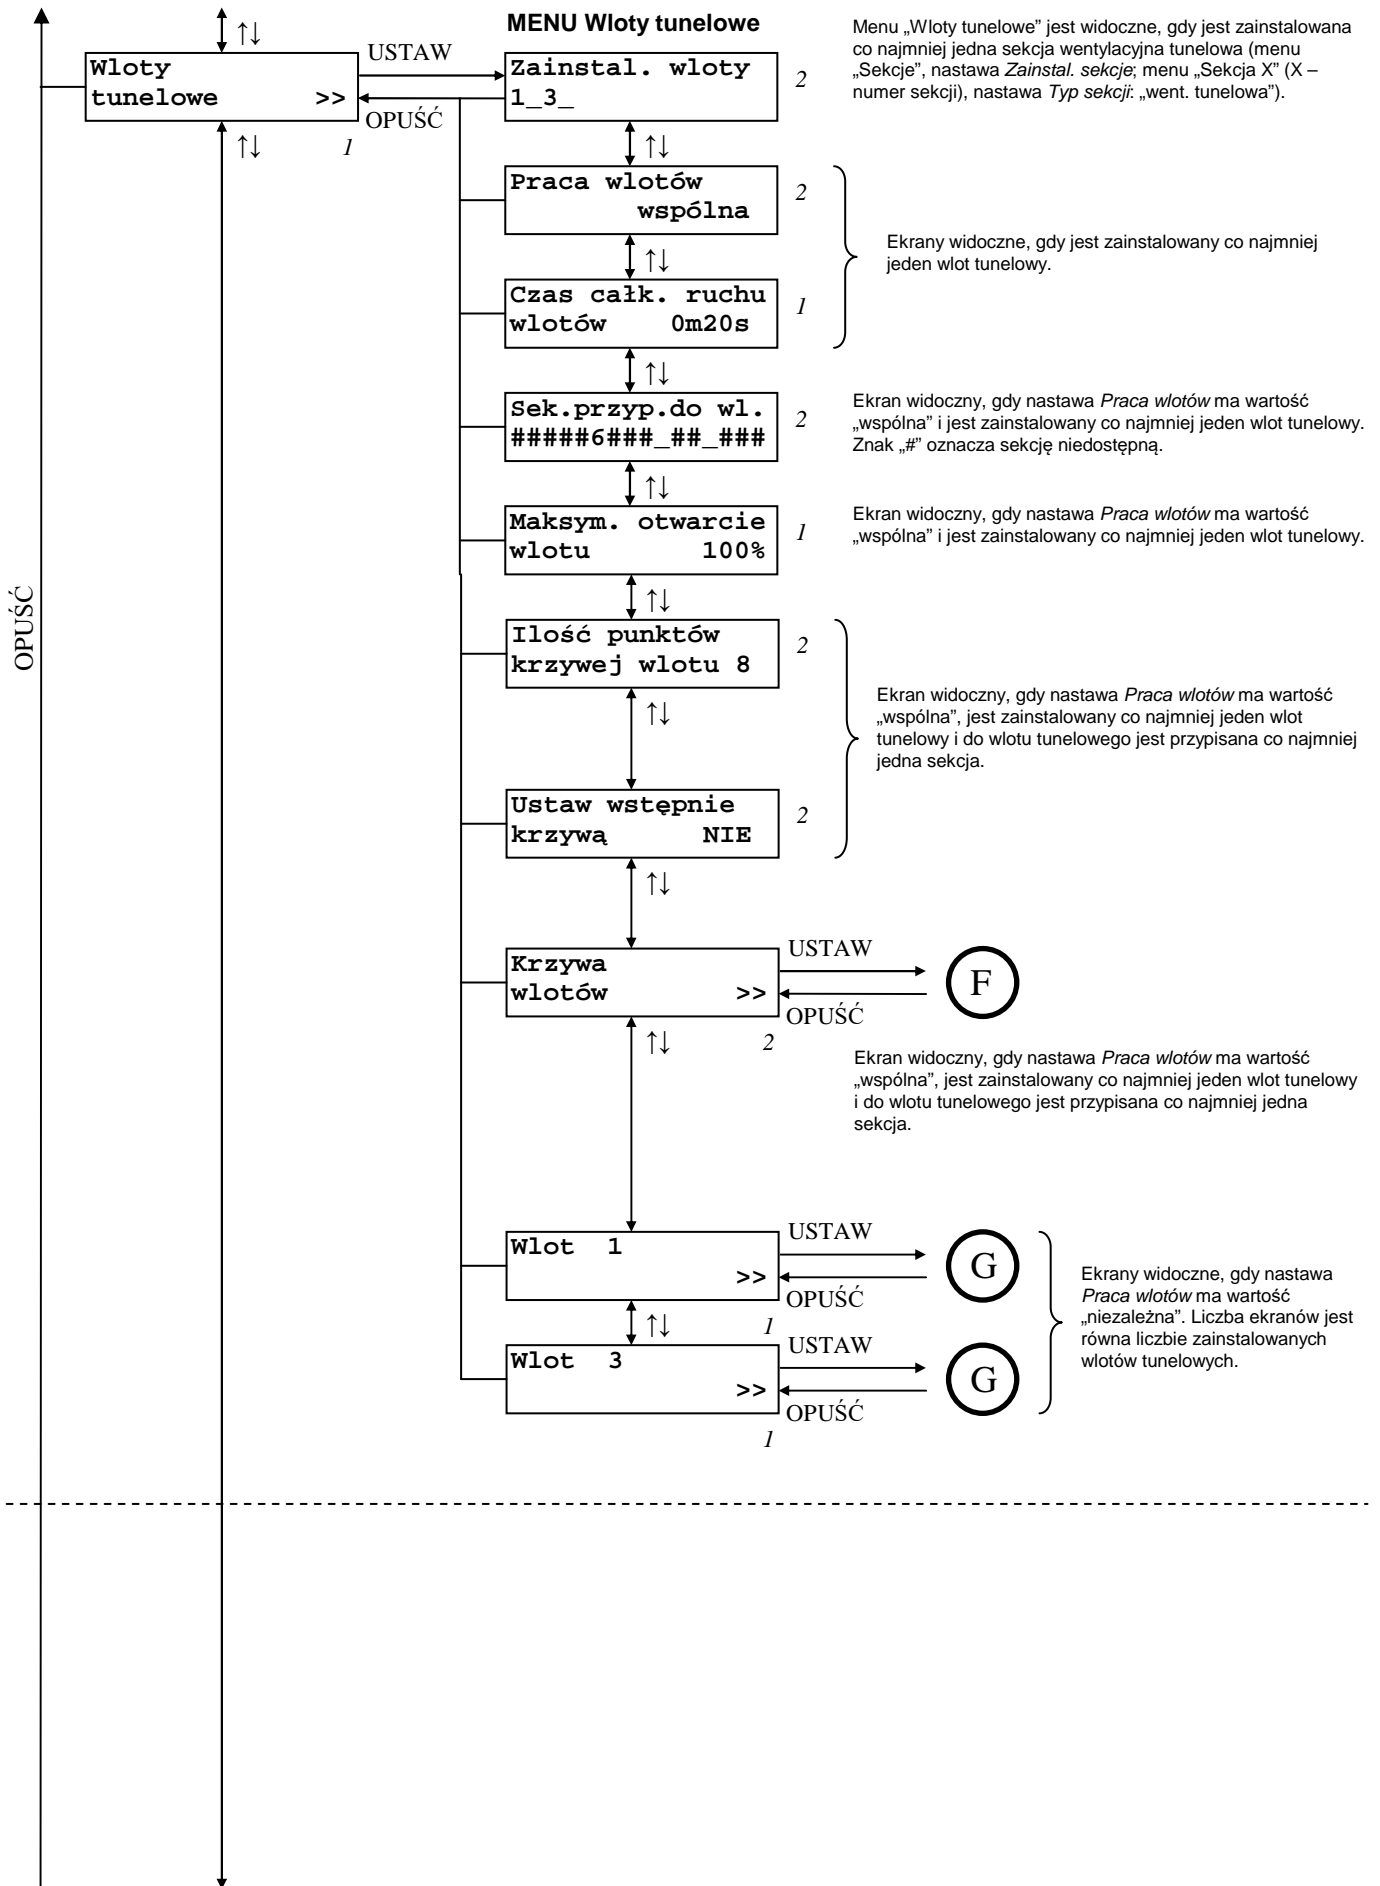 MENU Wloty tunelowe
↑↓
Wloty
tunelowe >>
USTAW
OPUŚĆ
↑↓
1
Zainstal. wloty
1_3_
2
Menu „Wloty tunelowe” jest widoczne, gdy jest zainstalowana
co najmniej jedna sekcja wentylacyjna tunelowa (menu
„Sekcje”, nastawa Zainstal. sekcje; menu „Sekcja X” (X –
numer sekcji), nastawa Typ sekcji: „went. tunelowa”).
↑↓
Praca wlotów
wspólna
2
↑↓
Ekrany widoczne, gdy jest zainstalowany co najmniej
jeden wlot tunelowy.
Czas całk. ruchu
wlotów 0m20s
1
↑↓
Sek.przyp.do wl.
#####6###_##_###
2
Ekran widoczny, gdy nastawa Praca wlotów ma wartość
„wspólna” i jest zainstalowany co najmniej jeden wlot tunelowy.
Znak „#” oznacza sekcję niedostępną.
↑↓
Maksym. otwarcie
wlotu 100%
1
Ekran widoczny, gdy nastawa Praca wlotów ma wartość
„wspólna” i jest zainstalowany co najmniej jeden wlot tunelowy.
↑↓
OPUŚĆ
Ilość punktów
krzywej wlotu 8
2
↑↓
Ekran widoczny, gdy nastawa Praca wlotów ma wartość
„wspólna”, jest zainstalowany co najmniej jeden wlot
tunelowy i do wlotu tunelowego jest przypisana co najmniej
jedna sekcja.
Ustaw wstępnie
krzywą NIE
2
↑↓
Krzywa
wlotów >>
USTAW
OPUŚĆ
F
↑↓
2
Ekran widoczny, gdy nastawa Praca wlotów ma wartość
„wspólna”, jest zainstalowany co najmniej jeden wlot tunelowy
i do wlotu tunelowego jest przypisana co najmniej jedna
sekcja.
Wlot 1
>>
USTAW
OPUŚĆ
G
1
↑↓
Ekrany widoczne, gdy nastawa
Praca wlotów ma wartość
„niezależna”. Liczba ekranów jest
równa liczbie zainstalowanych
wlotów tunelowych.
Wlot 3
>>
USTAW
OPUŚĆ
G
1